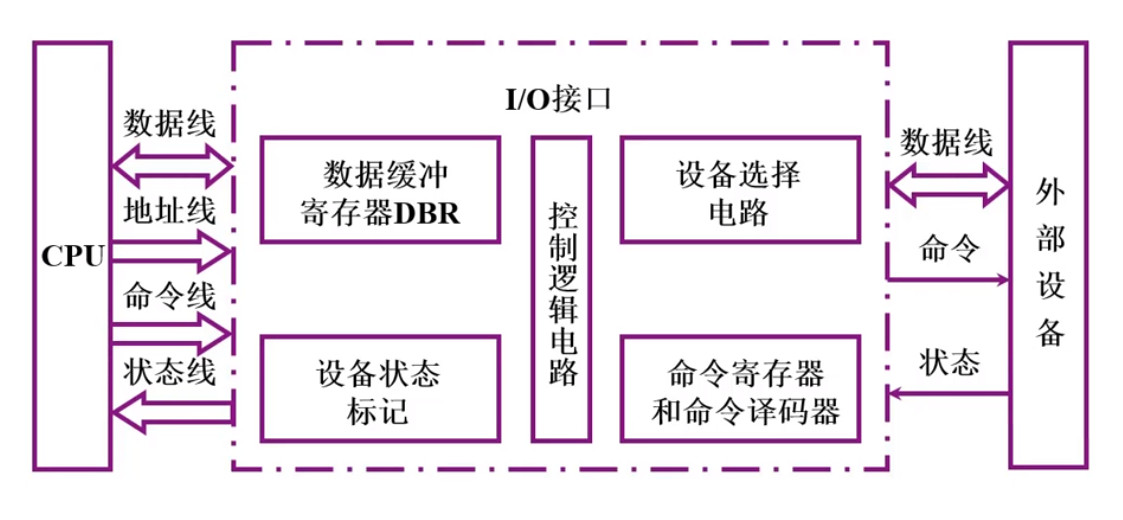 I/O接口
CPU
数据线
地址线
命令线
状态线
数据缓冲
寄存器DBR
设备状态
标记
控制逻辑电路
设备选择
电路
命令寄存器
和命令译码器
数据线
命令
状态
外部设备